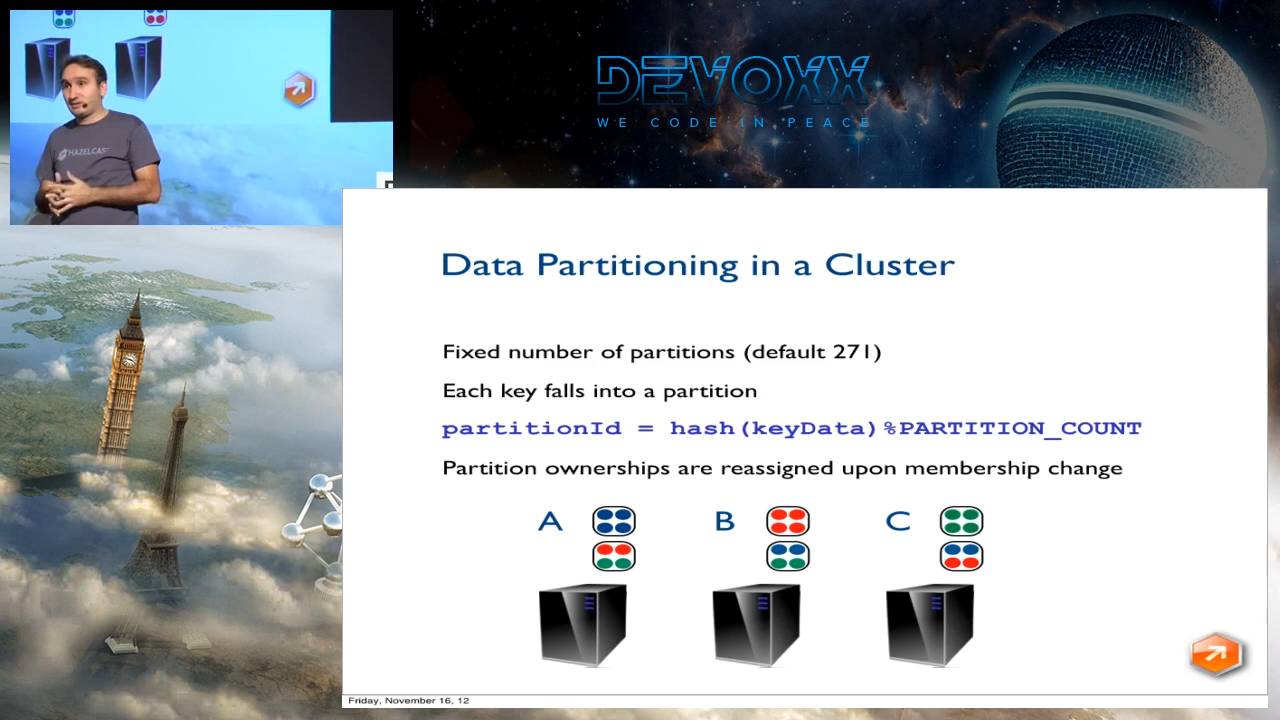 DEVOXX
WE CODE IN PEACE
HAZELCAST
Data Partitioning in a Cluster
Fixed number of partitions (default 271)
Each key falls into a partition
partitionId = hash(keyData)%PARTITION_COUNT
Partition ownerships are reassigned upon membership change
A B C
Friday, November 16, 12